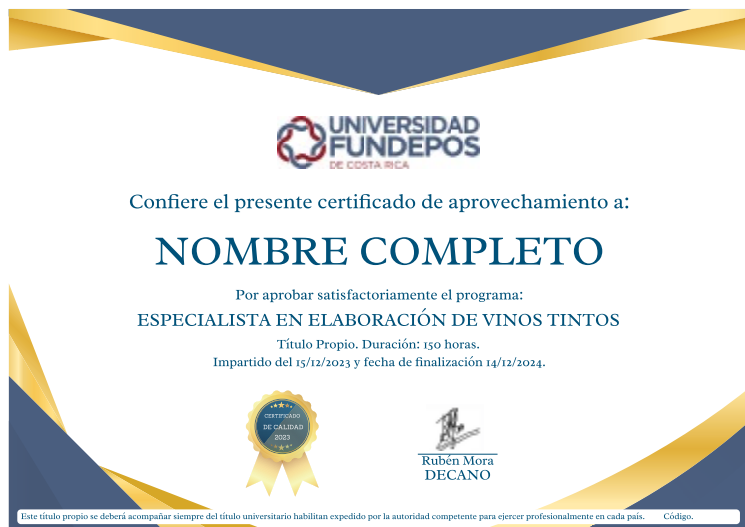 UNIVERSIDAD
FUNDEPOS
DE COSTA RICA
Confiere el presente certificado de aprovechamiento a:
NOMBRE COMPLETO
Por aprobar satisfactoriamente el programa:
ESPECIALISTA EN ELABORACIÓN DE VINOS TINTOS
Título Propio. Duración: 150 horas.
Impartido del 15/12/2023 y fecha de finalización 14/12/2024.
CERTIFICADO
DE CALIDAD
2023
Rubén Mora
DECANO
Este título propio se deberá acompañar siempre del título universitario habilitan expedido por la autoridad competente para ejercer profesionalmente en cada país. Código.